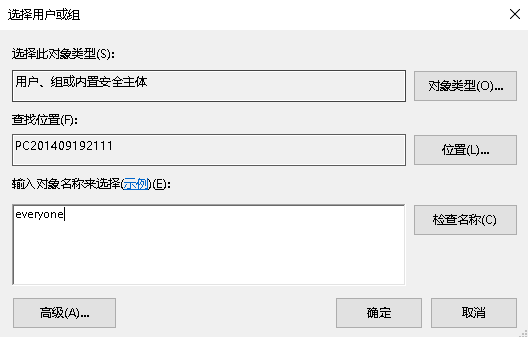 选择用户或组
选择此对象类型(S):
用户、组或内置安全主体
对象类型(O)...
查找位置(F):
PC201409192111
位置(L)...
输入对象名称来选择(示例)(E):
everyone
检查名称(C)
高级(A)...
确定
取消